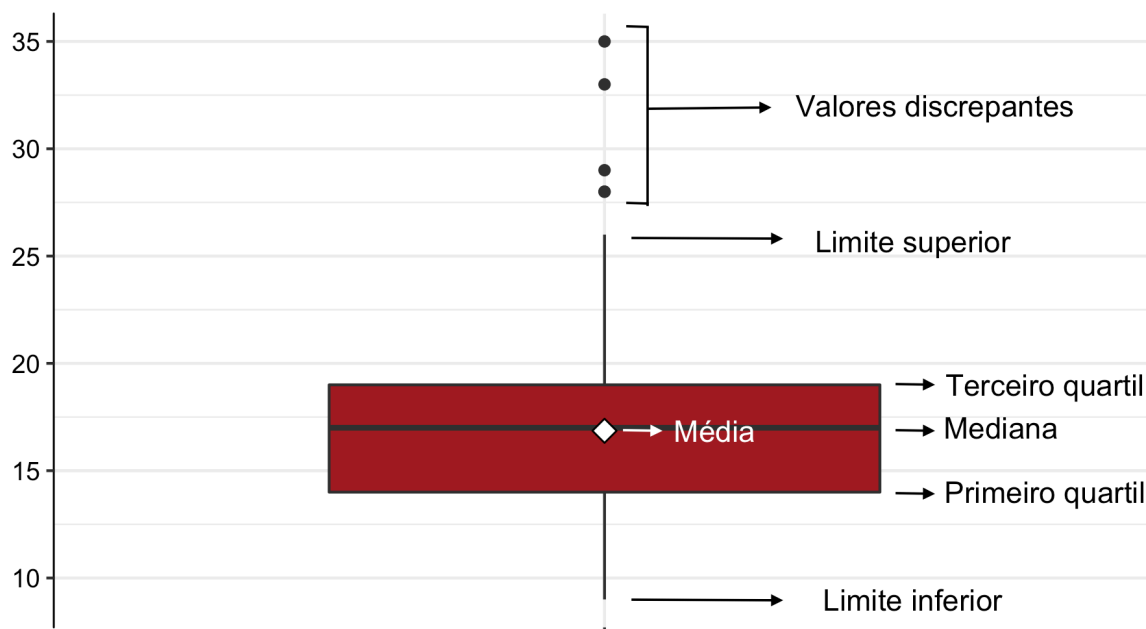 35
Valores discrepantes
30
Limite superior
25
20
Terceiro quartil
Média
Mediana
15
Primeiro quartil
10
Limite inferior